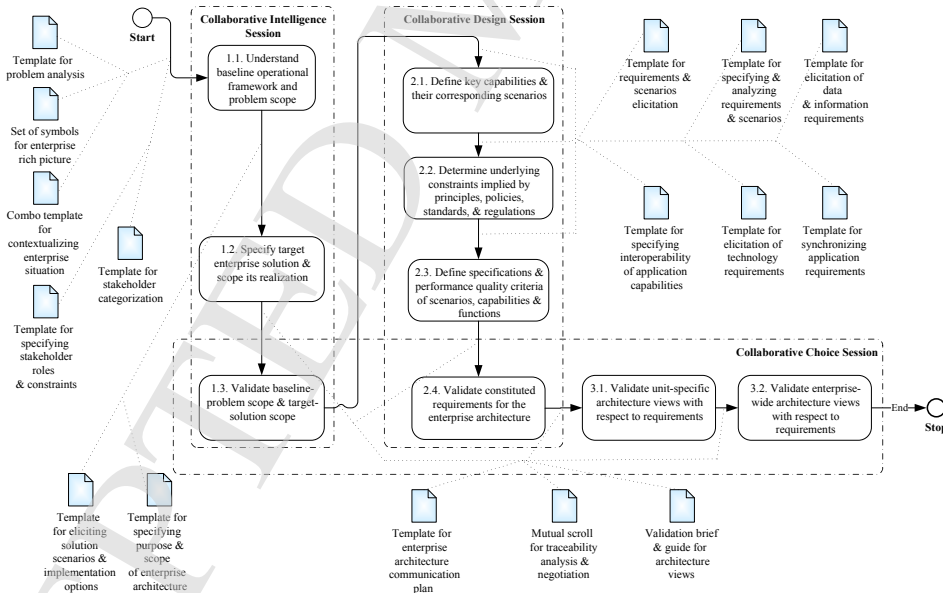 Start
Collaborative Intelligence
Session
Collaborative Design Session
Template for
problem analysis
Set of symbols
for enterprise
rich picture
Combo template
for
contextualizing
enterprise
situation
Template for
stakeholder
categorization
Template for
specifying
stakeholder
roles
& constraints
1.1. Understand
baseline operational
framework and
problem scope
1.2. Specify target
enterprise solution &
scope its realization
1.3. Validate baseline-
problem scope & target-
solution scope
2.1. Define key capabilities &
their corresponding scenarios
2.2. Determine underlying
constraints implied by
principles, policies,
standards, & regulations
2.3. Define specifications &
performance quality criteria
of scenarios, capabilities &
functions
2.4. Validate constituted
requirements for the
enterprise architecture
Template for
requirements &
scenarios
elicitation
Template for
specifying &
analyzing
requirements
& scenarios
Template for
elicitation of
data
& information
requirements
Template for
specifying
interoperability
of application
capabilities
Template for
elicitation of
technology
requirements
Template for
synchronizing
application
requirements
Collaborative Choice Session
3.1. Validate unit-specific
architecture views with
respect to requirements
3.2. Validate enterprise-
wide architecture views
with respect to
requirements
End
Stop
Template
for eliciting
solution
scenarios &
implementation
options
Template for
specifying
purpose &
scope
of enterprise
architecture
Template for
enterprise
architecture
communication
plan
Mutual scroll
for traceability
analysis &
negotiation
Validation brief
& guide for
architecture
views